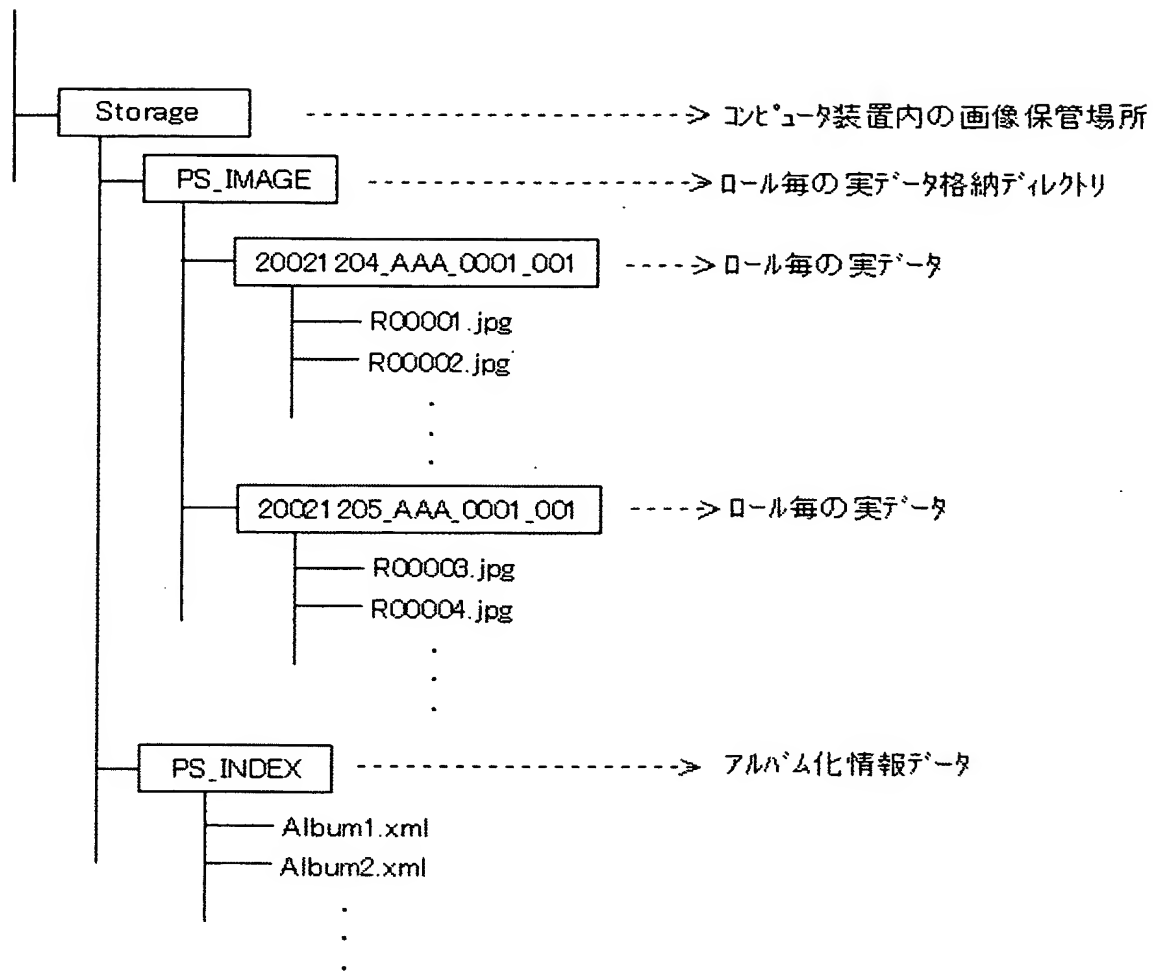 Storage -----> コンピュータ装置内の画像保管場所
PS_IMAGE -----> ロール毎の実データ格納ディレクトリ
20021204_AAA_0001_001 ----> ロール毎の実データ
R00001.jpg
R00002.jpg
20021205_AAA_0001_001 ----> ロール毎の実データ
R00003.jpg
R00004.jpg
PS_INDEX -----> アルバム化情報データ
Album1.xml
Album2.xml